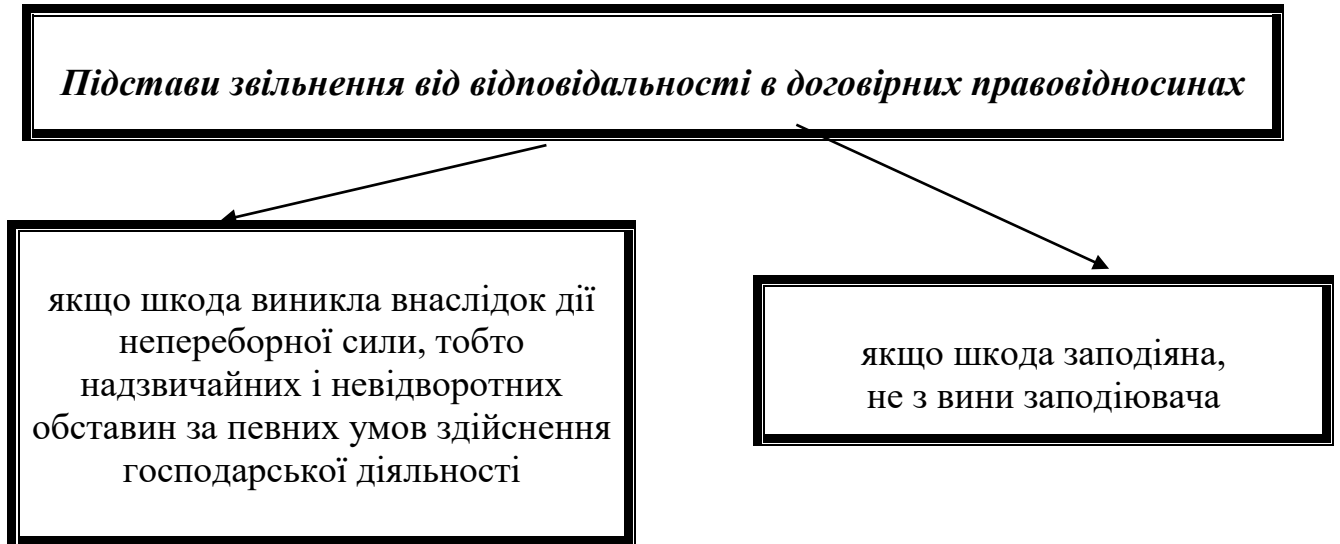 Підстави звільнення від відповідальності в договірних правовідносинах
якщо шкода виникла внаслідок дії
непереборної сили, тобто
надзвичайних і невідворотних
обставин за певних умов здійснення
господарської діяльності
якщо шкода заподіяна,
не з вини заподіювача